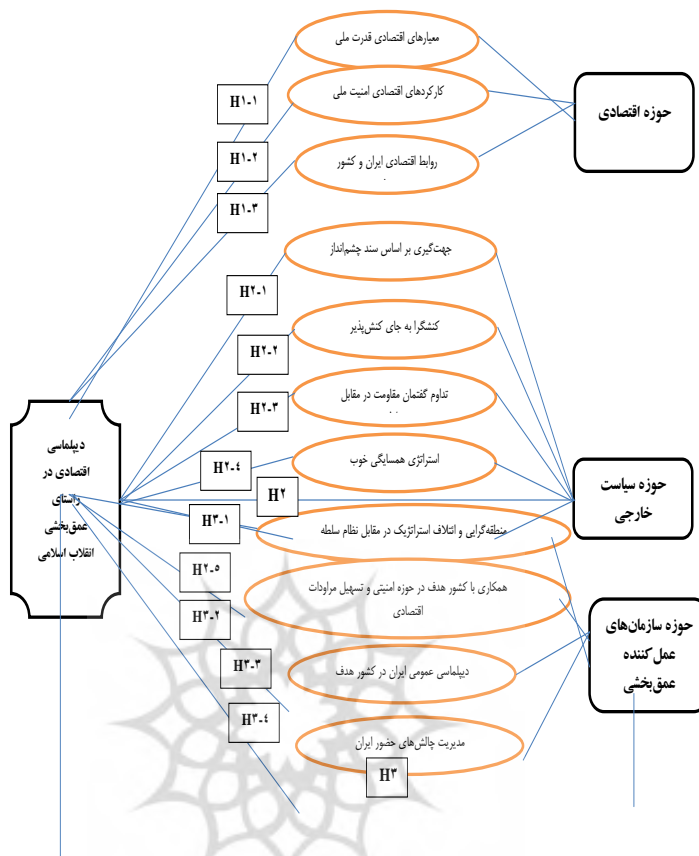 معیارهای اقتصادی قدرت ملی
کارکردهای اقتصادی امنیت ملی
حوزه اقتصادی
H۱-۱
H۱-۲
روابط اقتصادی ایران و کشور
H۱-۳
جهت‌گیری بر اساس سند چشم‌انداز
H۲-۱
کنشگرا به جای کنش‌پذیر
H۲-۲
تداوم گفتمان مقاومت در مقابل
H۲-۳
دیپلماسی
اقتصادی در
راستای
عمق‌بخشی
انقلاب اسلامی
استراتژی همسایگی خوب
H۲-٤
H۲
حوزه سیاست
خارجی
H۳-۱
منطقه‌گرایی و ائتلاف استراتژیک در مقابل نظام سلطه
H۲-٥
همکاری با کشور هدف در حوزه امنیتی و تسهیل مراودات
اقتصادی
H۳-۲
حوزه سازمان‌های
عمل‌کننده
عمق‌بخشی
H۳-۳
دیپلماسی عمومی ایران در کشور هدف
H۳-٤
مدیریت چالش‌های حضور ایران
H۳